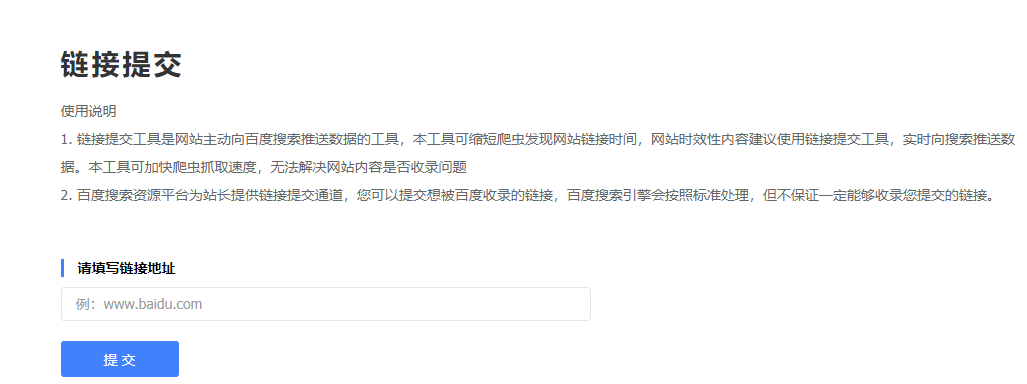 链接提交
使用说明
1. 链接提交工具是网站主动向百度搜索推送数据的工具，本工具可缩短爬虫发现网站链接时间，网站时效性内容建议使用链接提交工具，实时向搜索推送数
据。本工具可加快爬虫抓取速度，无法解决网站内容是否收录问题
2. 百度搜索资源平台为站长提供链接提交通道，您可以提交想被百度收录的链接，百度搜索引擎会按照标准处理，但不保证一定能够收录您提交的链接。
请填写链接地址
例：www.baidu.com
提 交